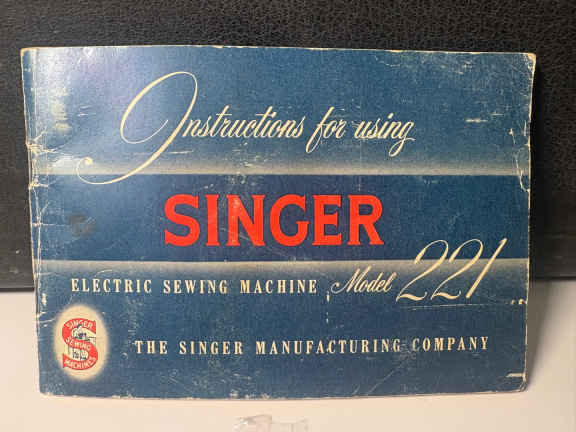 Instructions for using
SINGER
ELECTRIC SEWING MACHINE Model 221
SINGER
SEWING
MACHINES
THE SINGER MANUFACTURING COMPANY